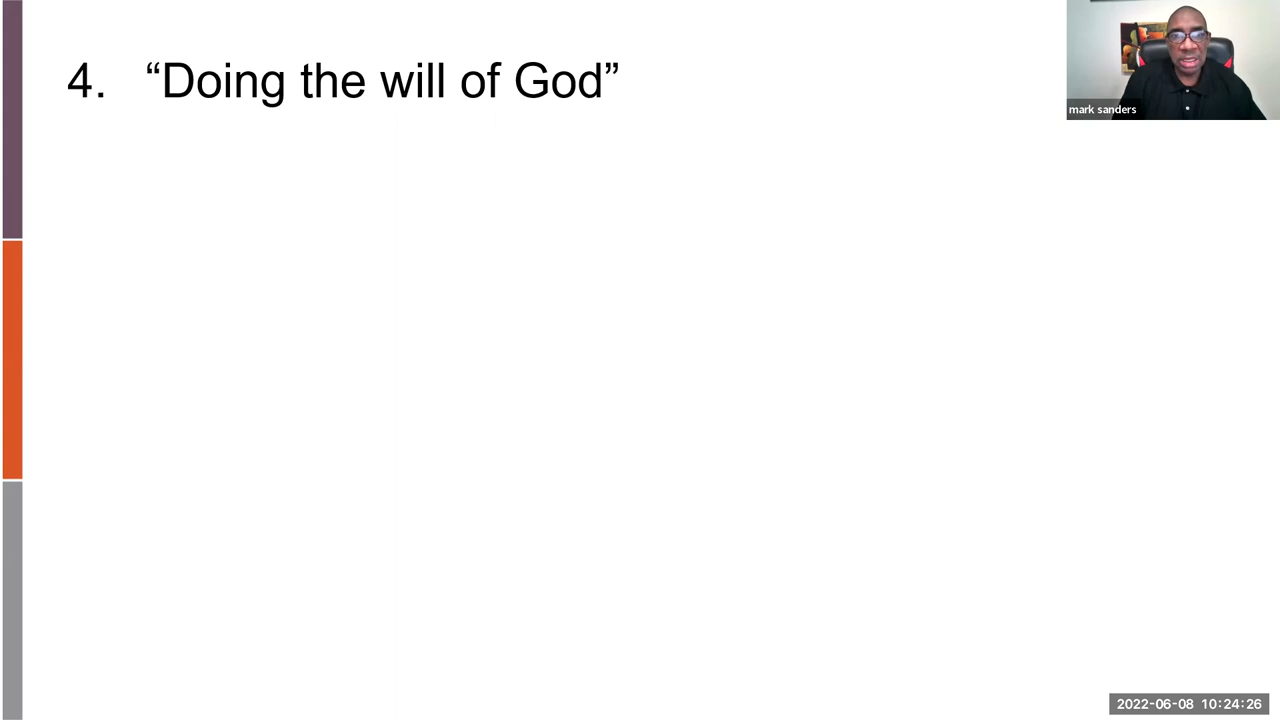 4. “Doing the will of God”
mark sanders
2022-06-08 10:24:26